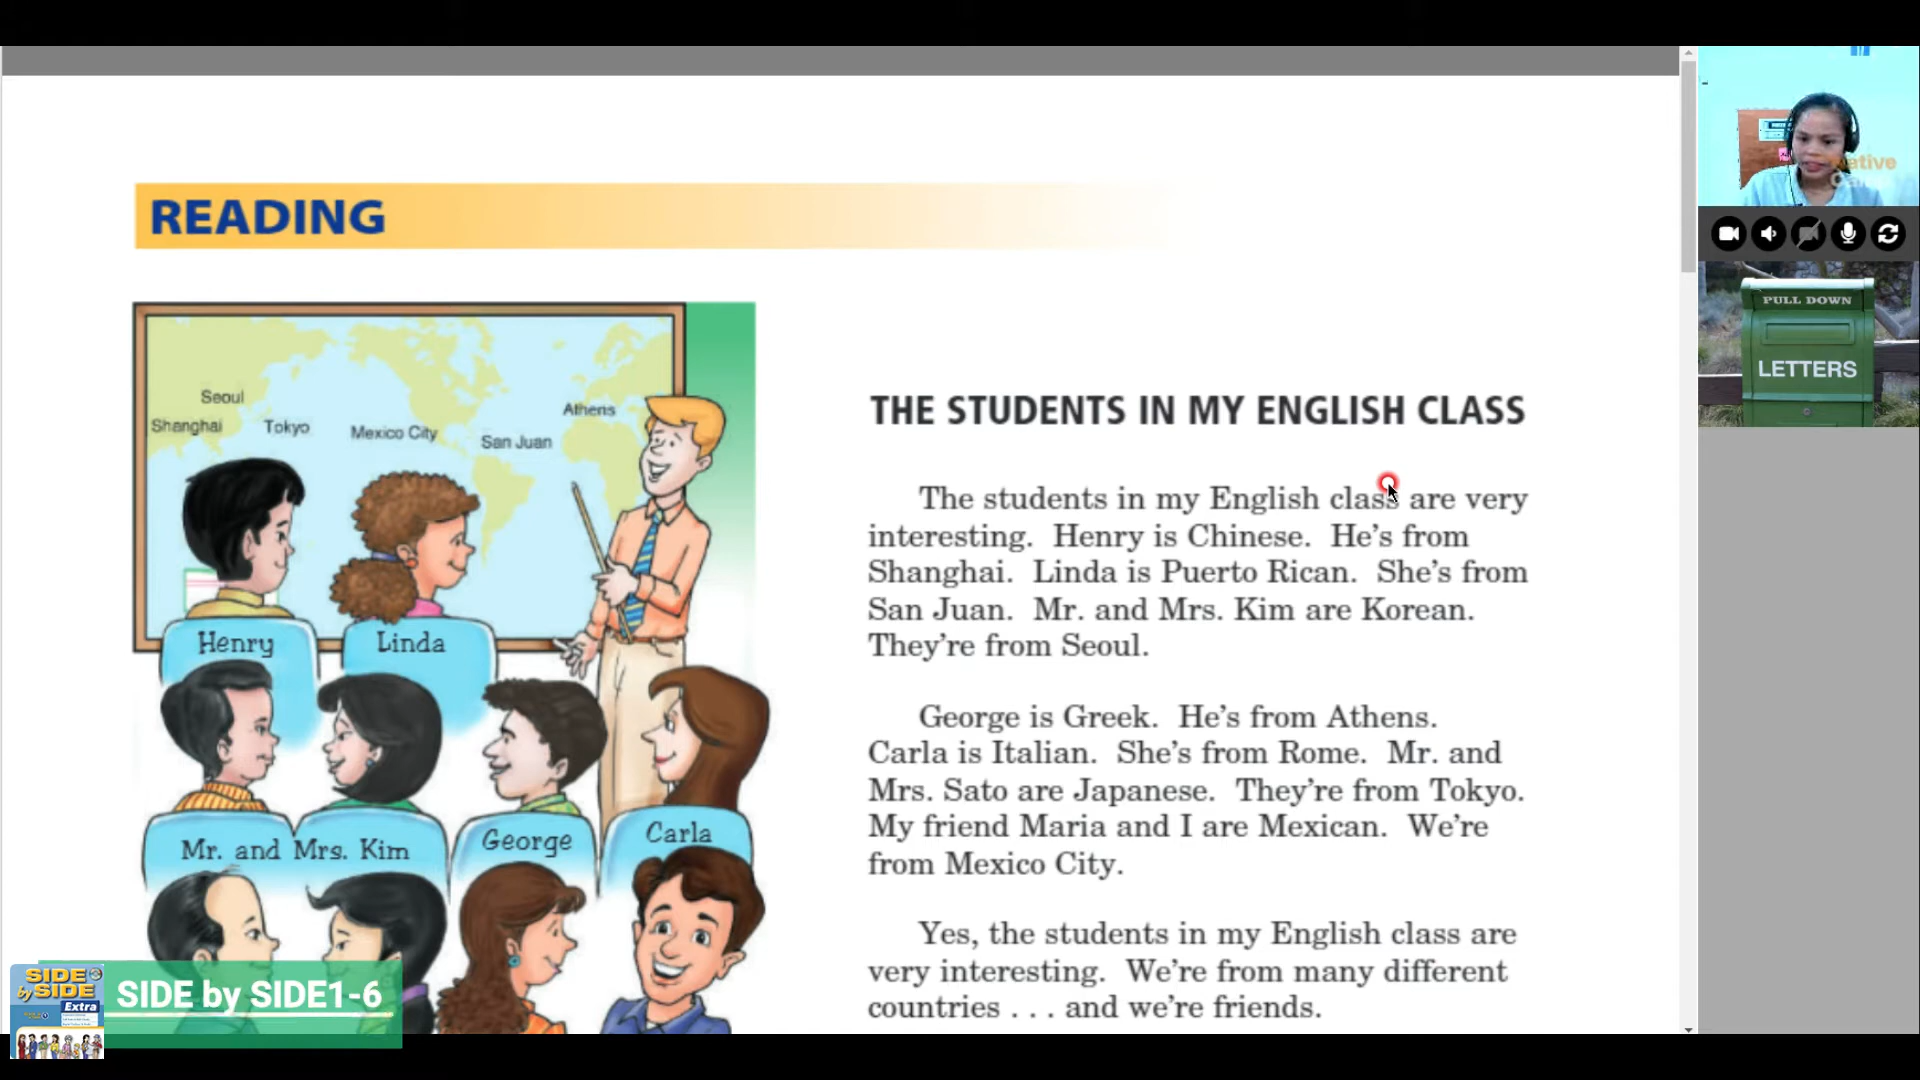 READING
Seoul
Shanghai
Tokyo
Mexico City
San Juan
Athens
Henry
Linda
Mr. and Mrs. Kim
George
Carla
THE STUDENTS IN MY ENGLISH CLASS
The students in my English class are very
interesting. Henry is Chinese. He's from
Shanghai. Linda is Puerto Rican. She's from
San Juan. Mr. and Mrs. Kim are Korean.
They're from Seoul.
George is Greek. He's from Athens.
Carla is Italian. She's from Rome. Mr. and
Mrs. Sato are Japanese. They're from Tokyo.
My friend Maria and I are Mexican. We're
from Mexico City.
Yes, the students in my English class are
very interesting. We're from many different
countries . . . and we're friends.
PULL DOWN
LETTERS
SIDE
by SIDE
Extra
SIDE by SIDE1-6